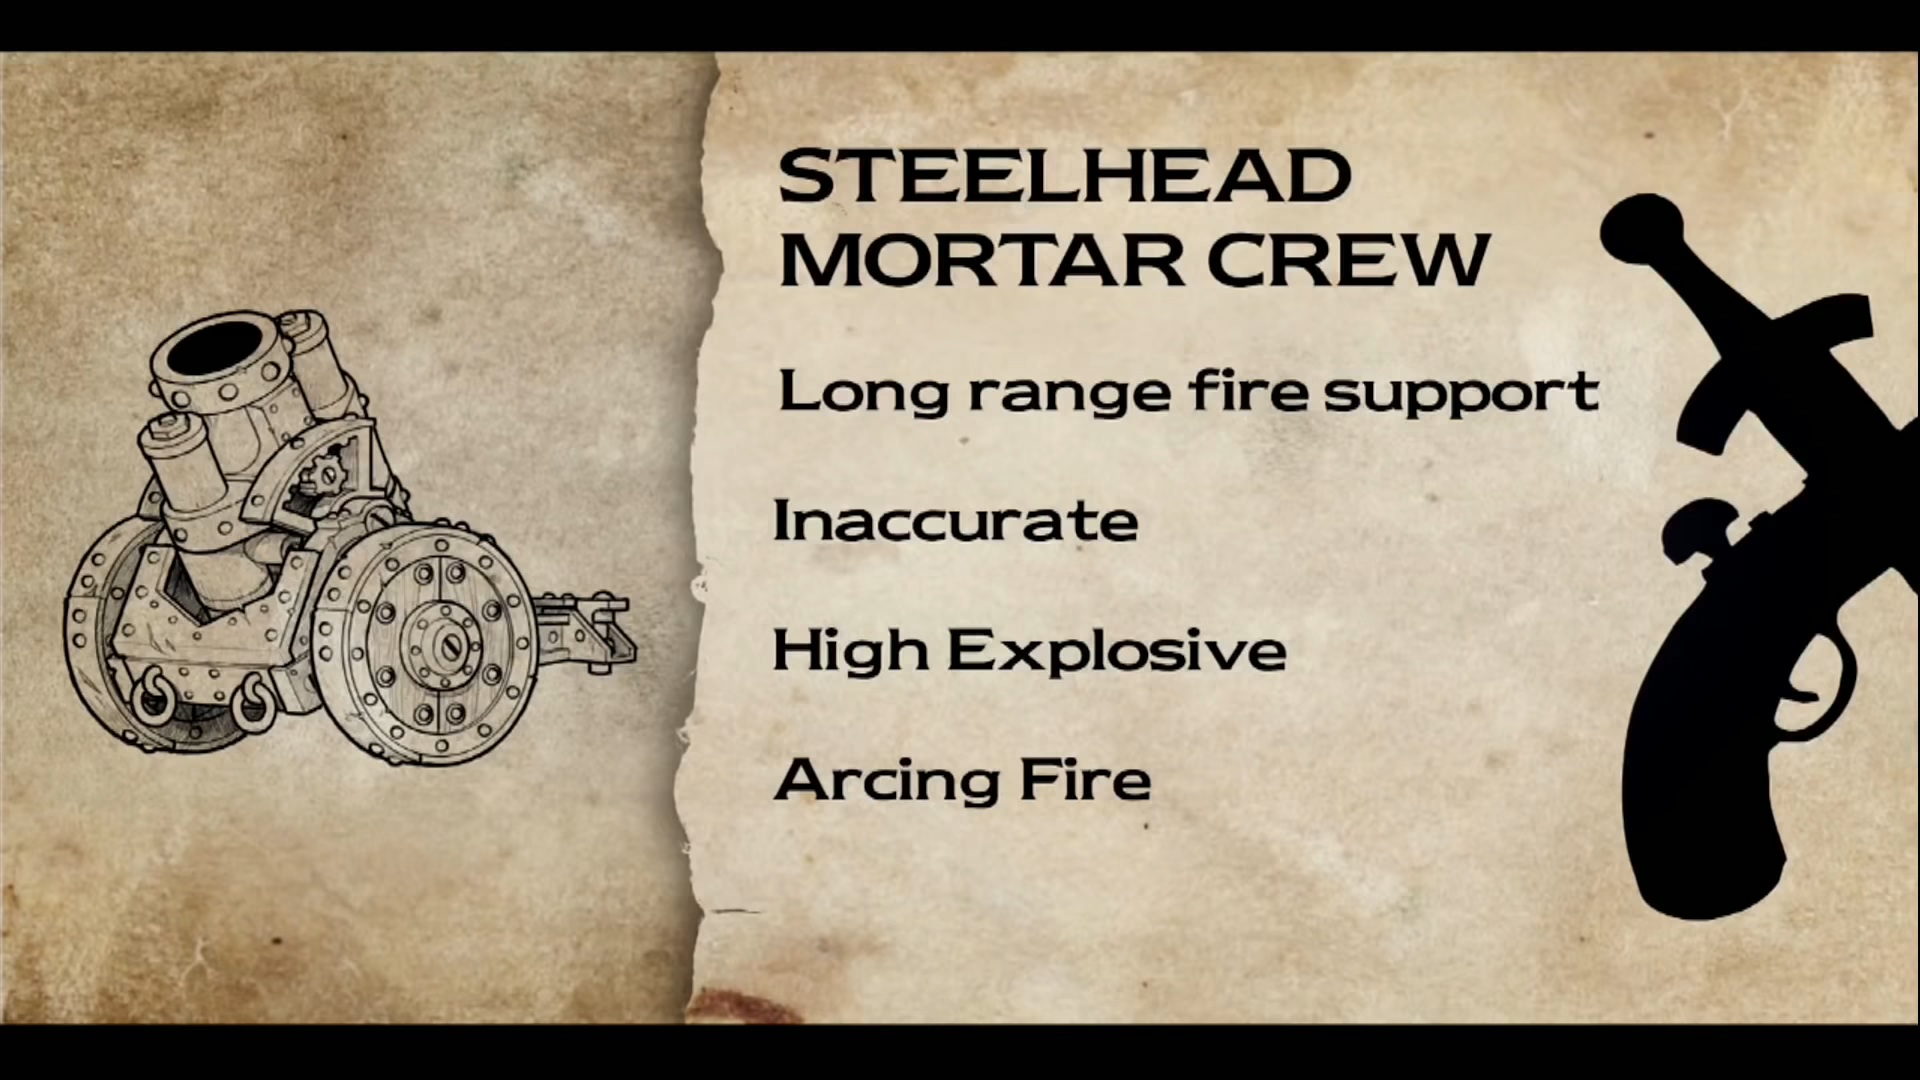 STEELHEAD
MORTAR CREW
Long range fire support
Inaccurate
High Explosive
Arcing Fire